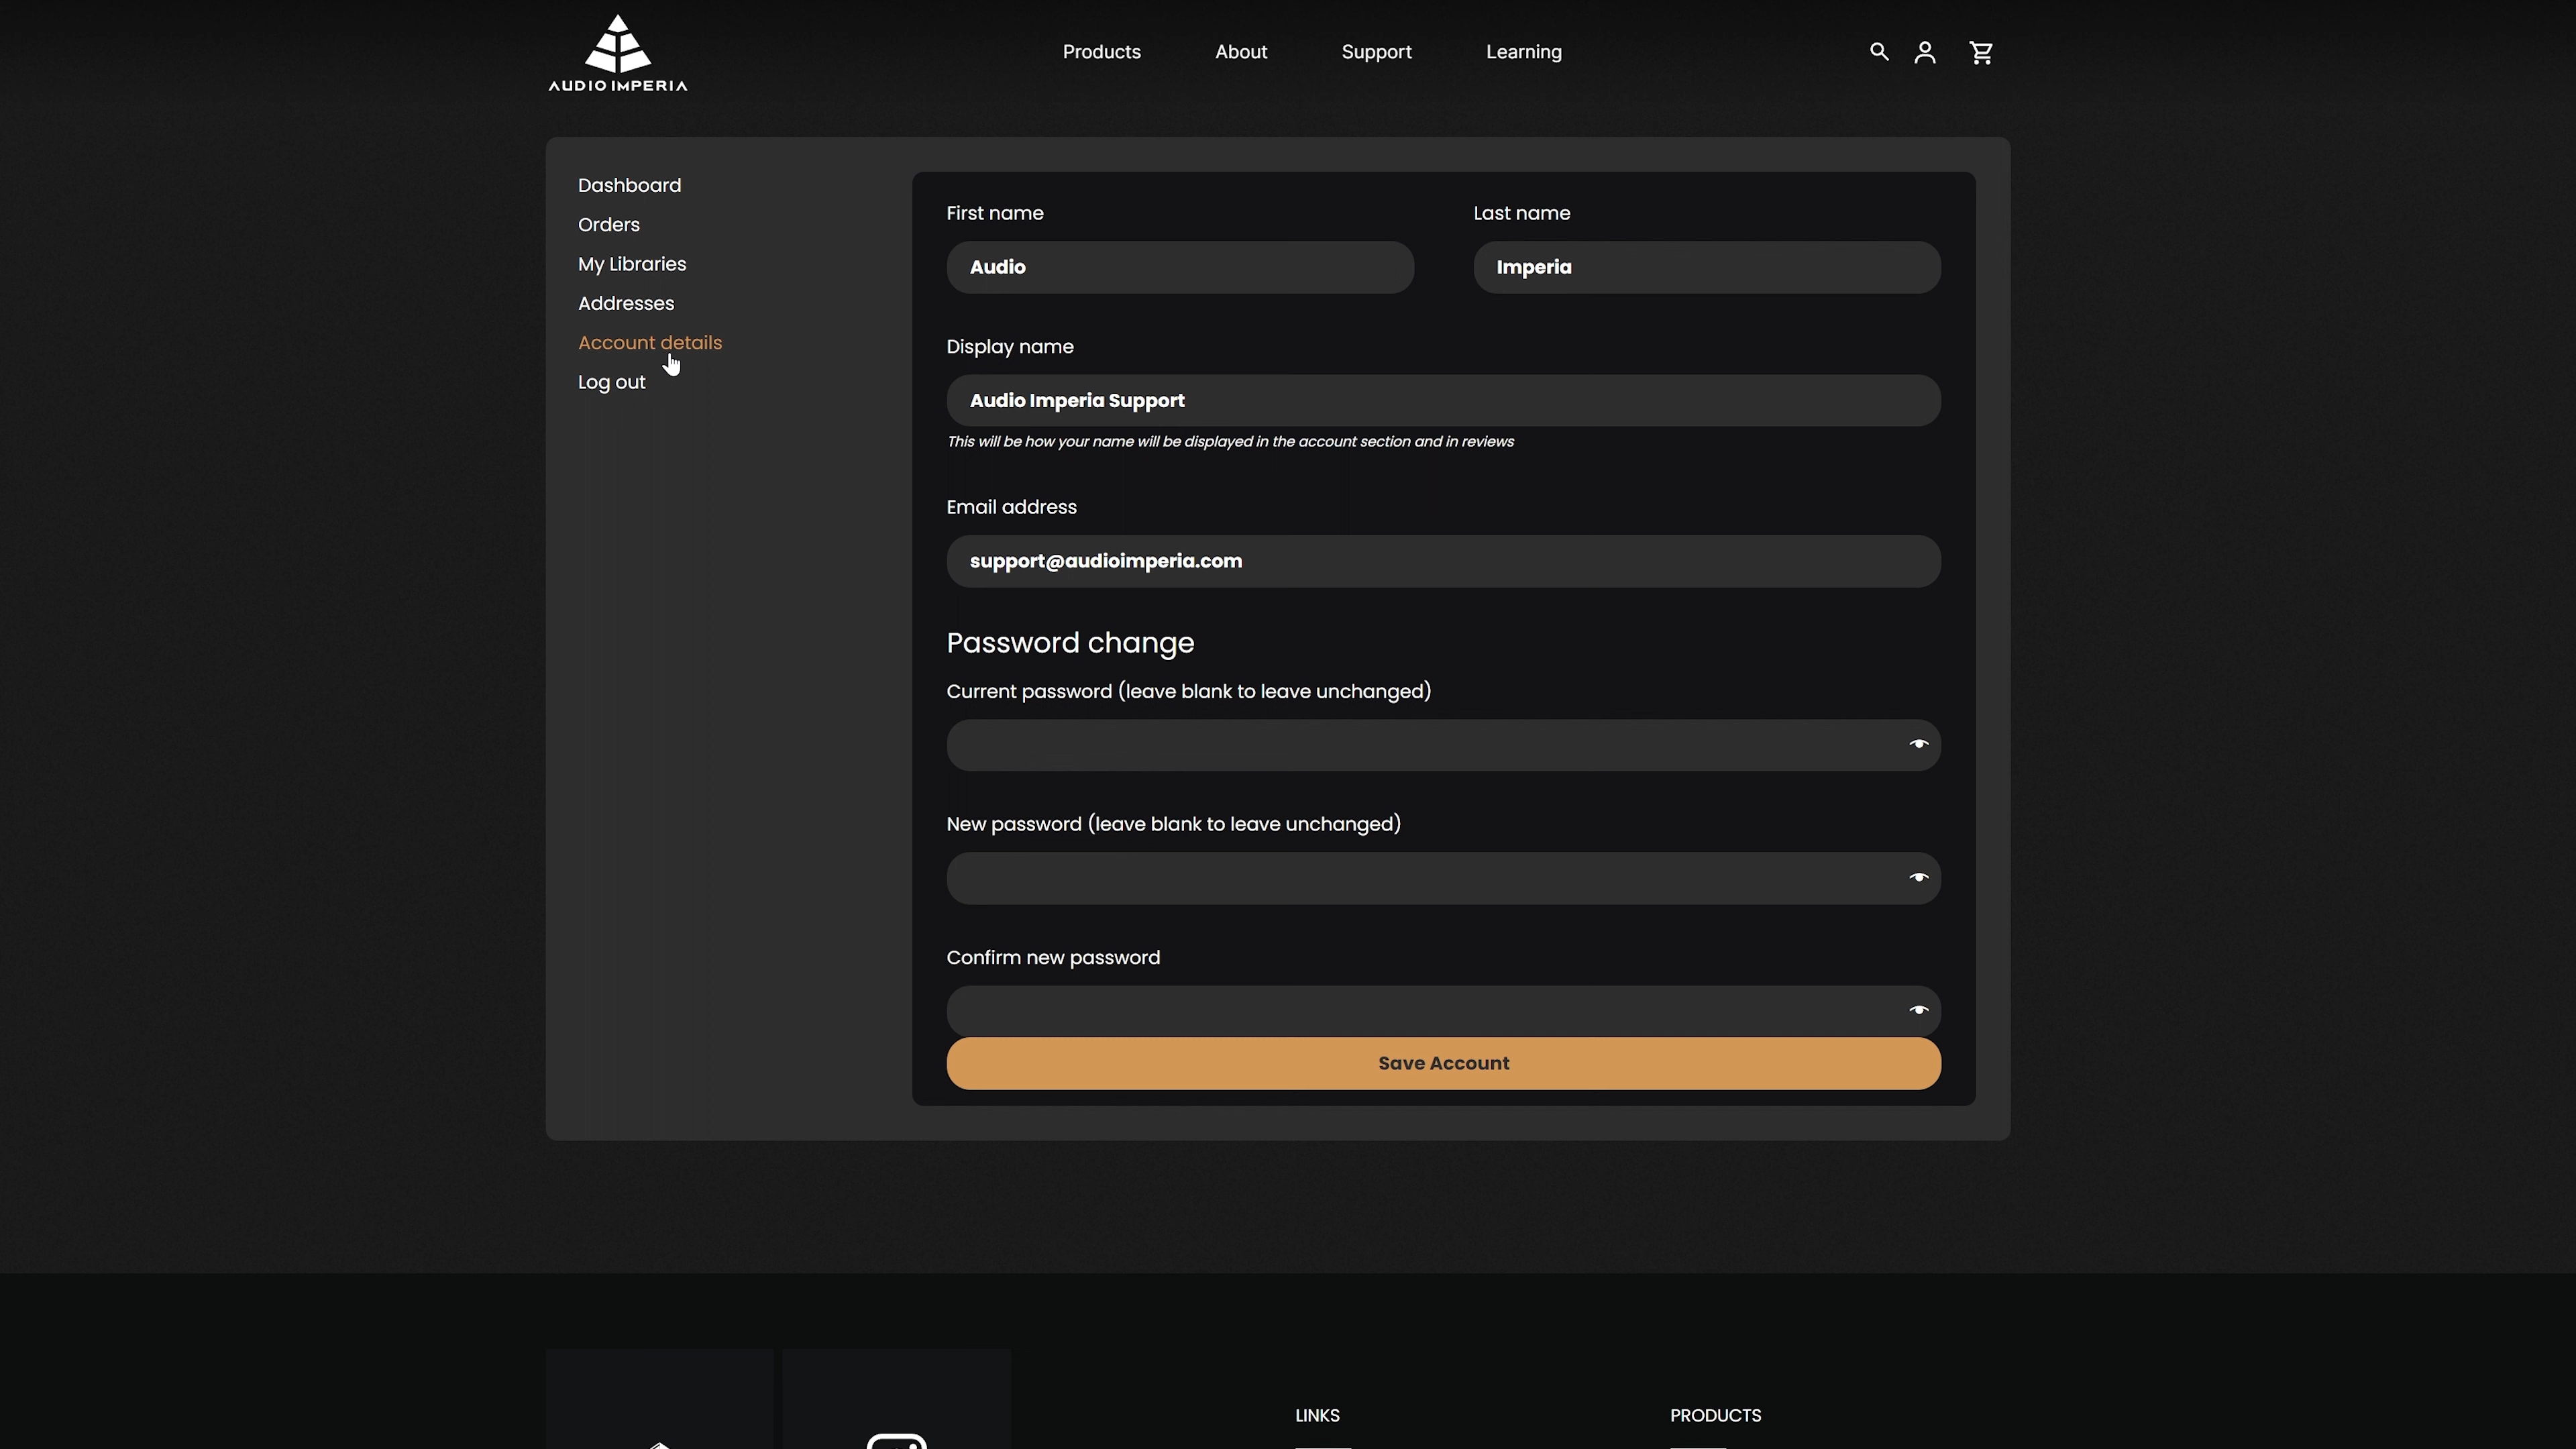 AUDIO IMPERIA
Products
About
Support
Learning
Dashboard
Orders
My Libraries
Addresses
Account details
Log out
First name
Last name
Audio
Imperia
Display name
Audio Imperia Support
This will be how your name will be displayed in the account section and in reviews
Email address
support@audioimperia.com
Password change
Current password (leave blank to leave unchanged)
New password (leave blank to leave unchanged)
Confirm new password
Save Account
LINKS
PRODUCTS